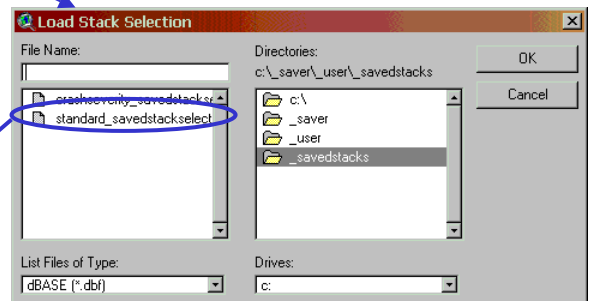 Load Stack Selection
File Name:
Directories:
c:\_saver\_user\_savedstacks
OK
Cancel
crashseverity_savedstackse
standard_savedstackselect
c:\
_saver
_user
_savedstacks
List Files of Type:
dBASE (*.dbf)
Drives:
c: